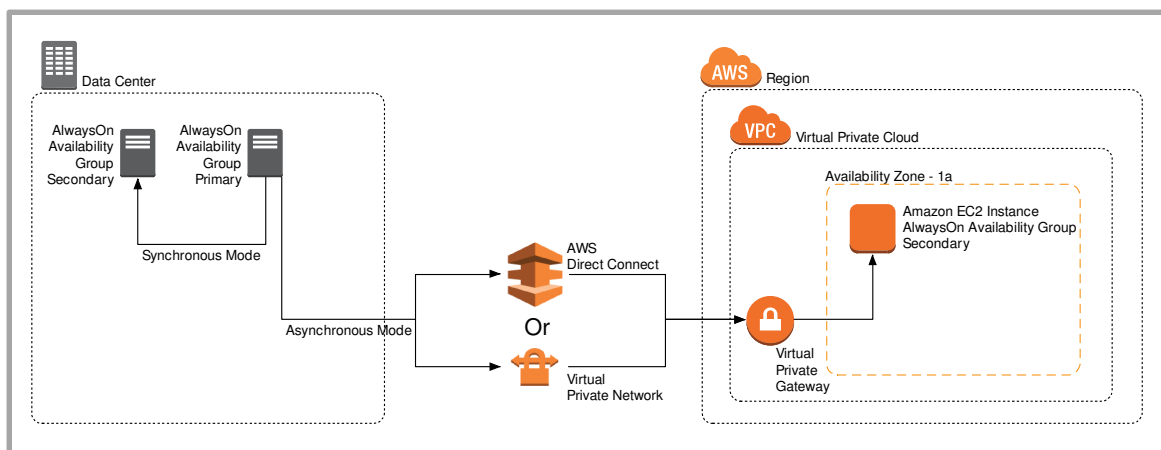 Data Center
AlwaysOn
Availability
Group
Secondary
AlwaysOn
Availability
Group
Primary
Synchronous Mode
Asynchronous Mode
AWS
Direct Connect
Or
Virtual
Private Network
AWS
Region
VPC
Virtual Private Cloud
Availability Zone - 1a
Amazon EC2 Instance
AlwaysOn Availability Group
Secondary
Virtual
Private
Gateway